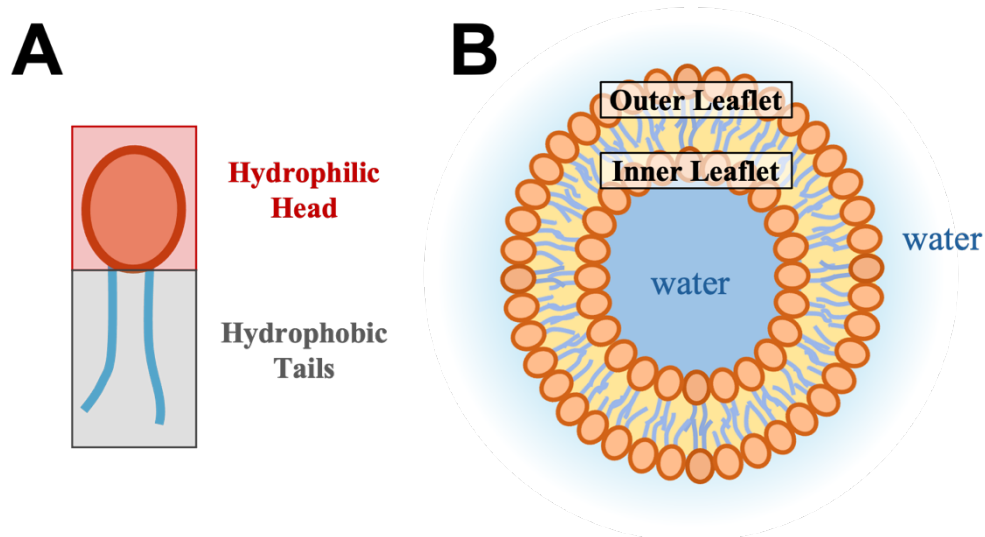 A
Hydrophilic
Head
Hydrophobic
Tails
B
Outer Leaflet
Inner Leaflet
water
water